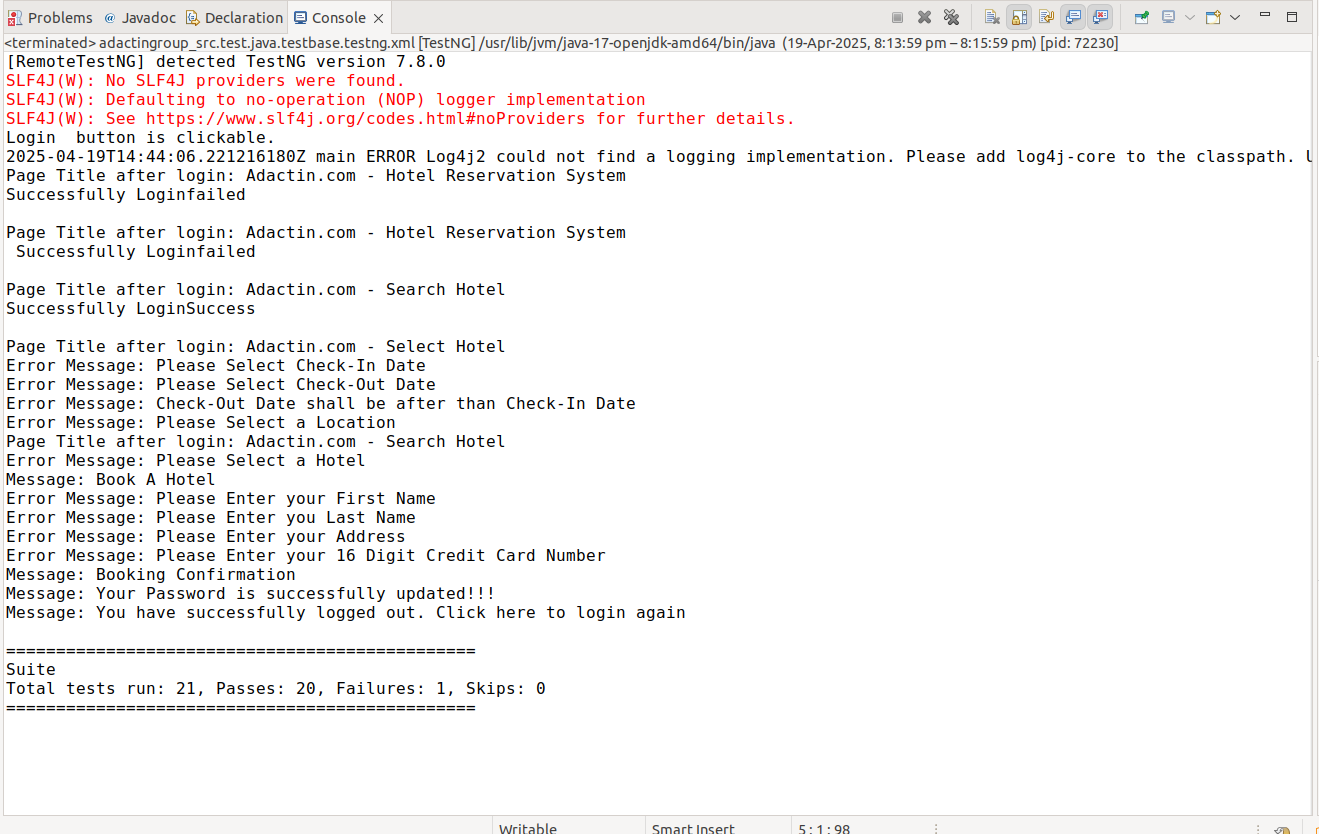 Problems @ Javadoc Declaration Console
<terminated> adactingroup_src.test.java.testbase.testng.xml [TestNG] /usr/lib/jvm/java-17-openjdk-amd64/bin/java (19-Apr-2025, 8:13:59 pm – 8:15:59 pm) [pid: 72230]
[RemoteTestNG] detected TestNG version 7.8.0
SLF4J(W): No SLF4J providers were found.
SLF4J(W): Defaulting to no-operation (NOP) logger implementation
SLF4J(W): See https://www.slf4j.org/codes.html#noProviders for further details.
Login  button is clickable.
2025-04-19T14:44:06.221216180Z main ERROR Log4j2 could not find a logging implementation. Please add log4j-core to the classpath. U
Page Title after login: Adactin.com - Hotel Reservation System
Successfully Loginfailed
Page Title after login: Adactin.com - Hotel Reservation System
Successfully Loginfailed
Page Title after login: Adactin.com - Search Hotel
Successfully LoginSuccess
Page Title after login: Adactin.com - Select Hotel
Error Message: Please Select Check-In Date
Error Message: Please Select Check-Out Date
Error Message: Check-Out Date shall be after than Check-In Date
Error Message: Please Select a Location
Page Title after login: Adactin.com - Search Hotel
Error Message: Please Select a Hotel
Message: Book A Hotel
Error Message: Please Enter your First Name
Error Message: Please Enter you Last Name
Error Message: Please Enter your Address
Error Message: Please Enter your 16 Digit Credit Card Number
Message: Booking Confirmation
Message: Your Password is successfully updated!!!
Message: You have successfully logged out. Click here to login again
===============================================
Suite
Total tests run: 21, Passes: 20, Failures: 1, Skips: 0
===============================================
Writable Smart Insert 5 : 1 : 98